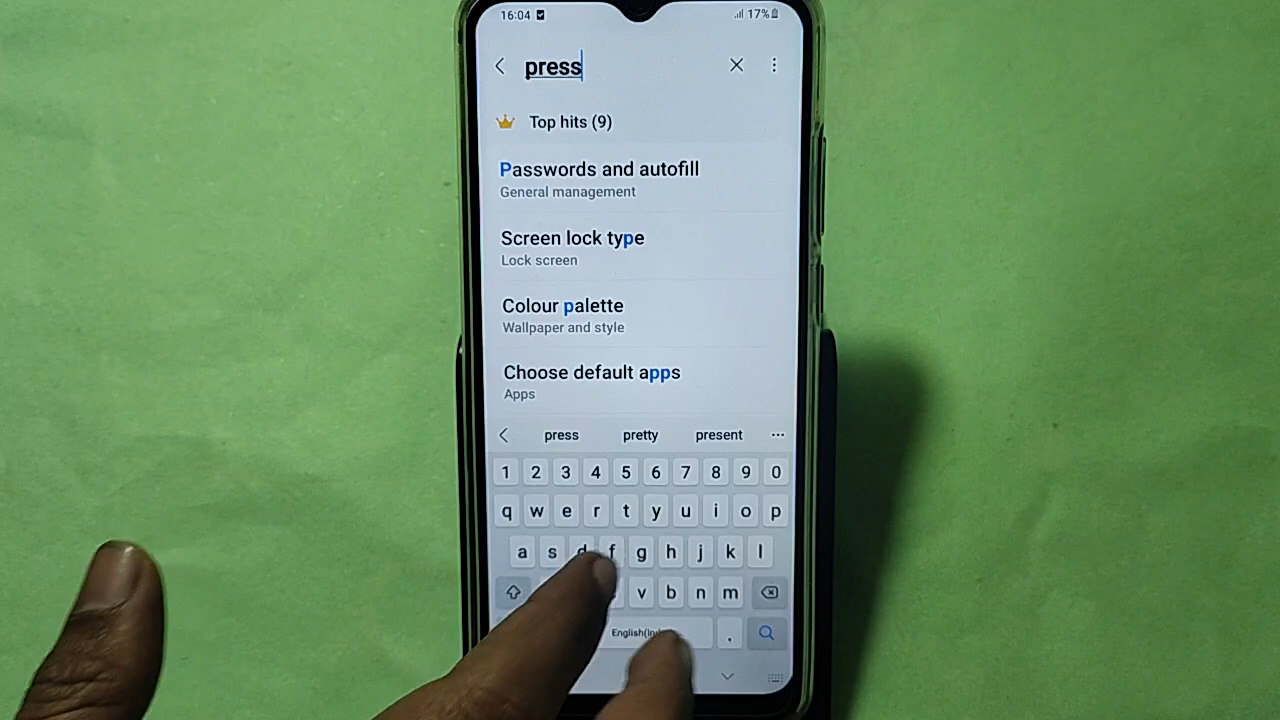 16:04 17%
press
Top hits (9)
Passwords and autofill
General management
Screen lock type
Lock screen
Colour palette
Wallpaper and style
Choose default apps
Apps
press pretty present ...
1 2 3 4 5 6 7 8 9 0
q w e r t y u i o p
a s d f g h j k l
v b n m
.